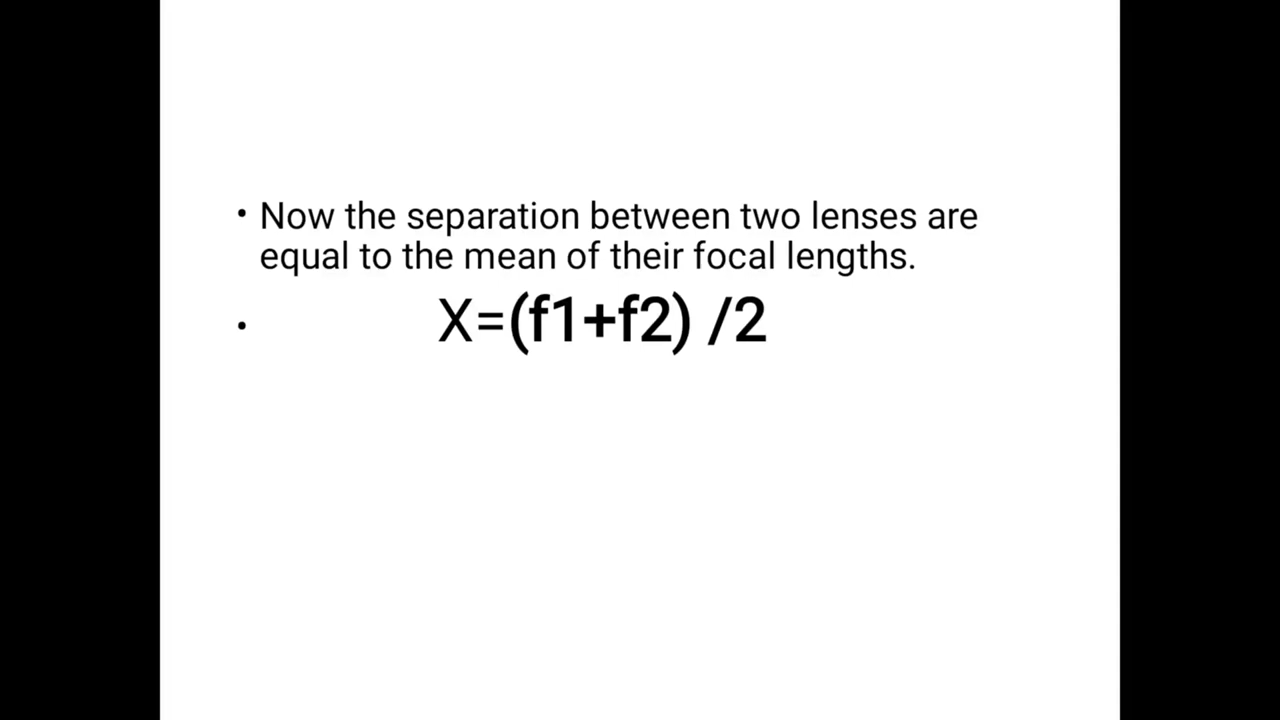 • Now the separation between two lenses are
equal to the mean of their focal lengths.
• X=(f1+f2) /2